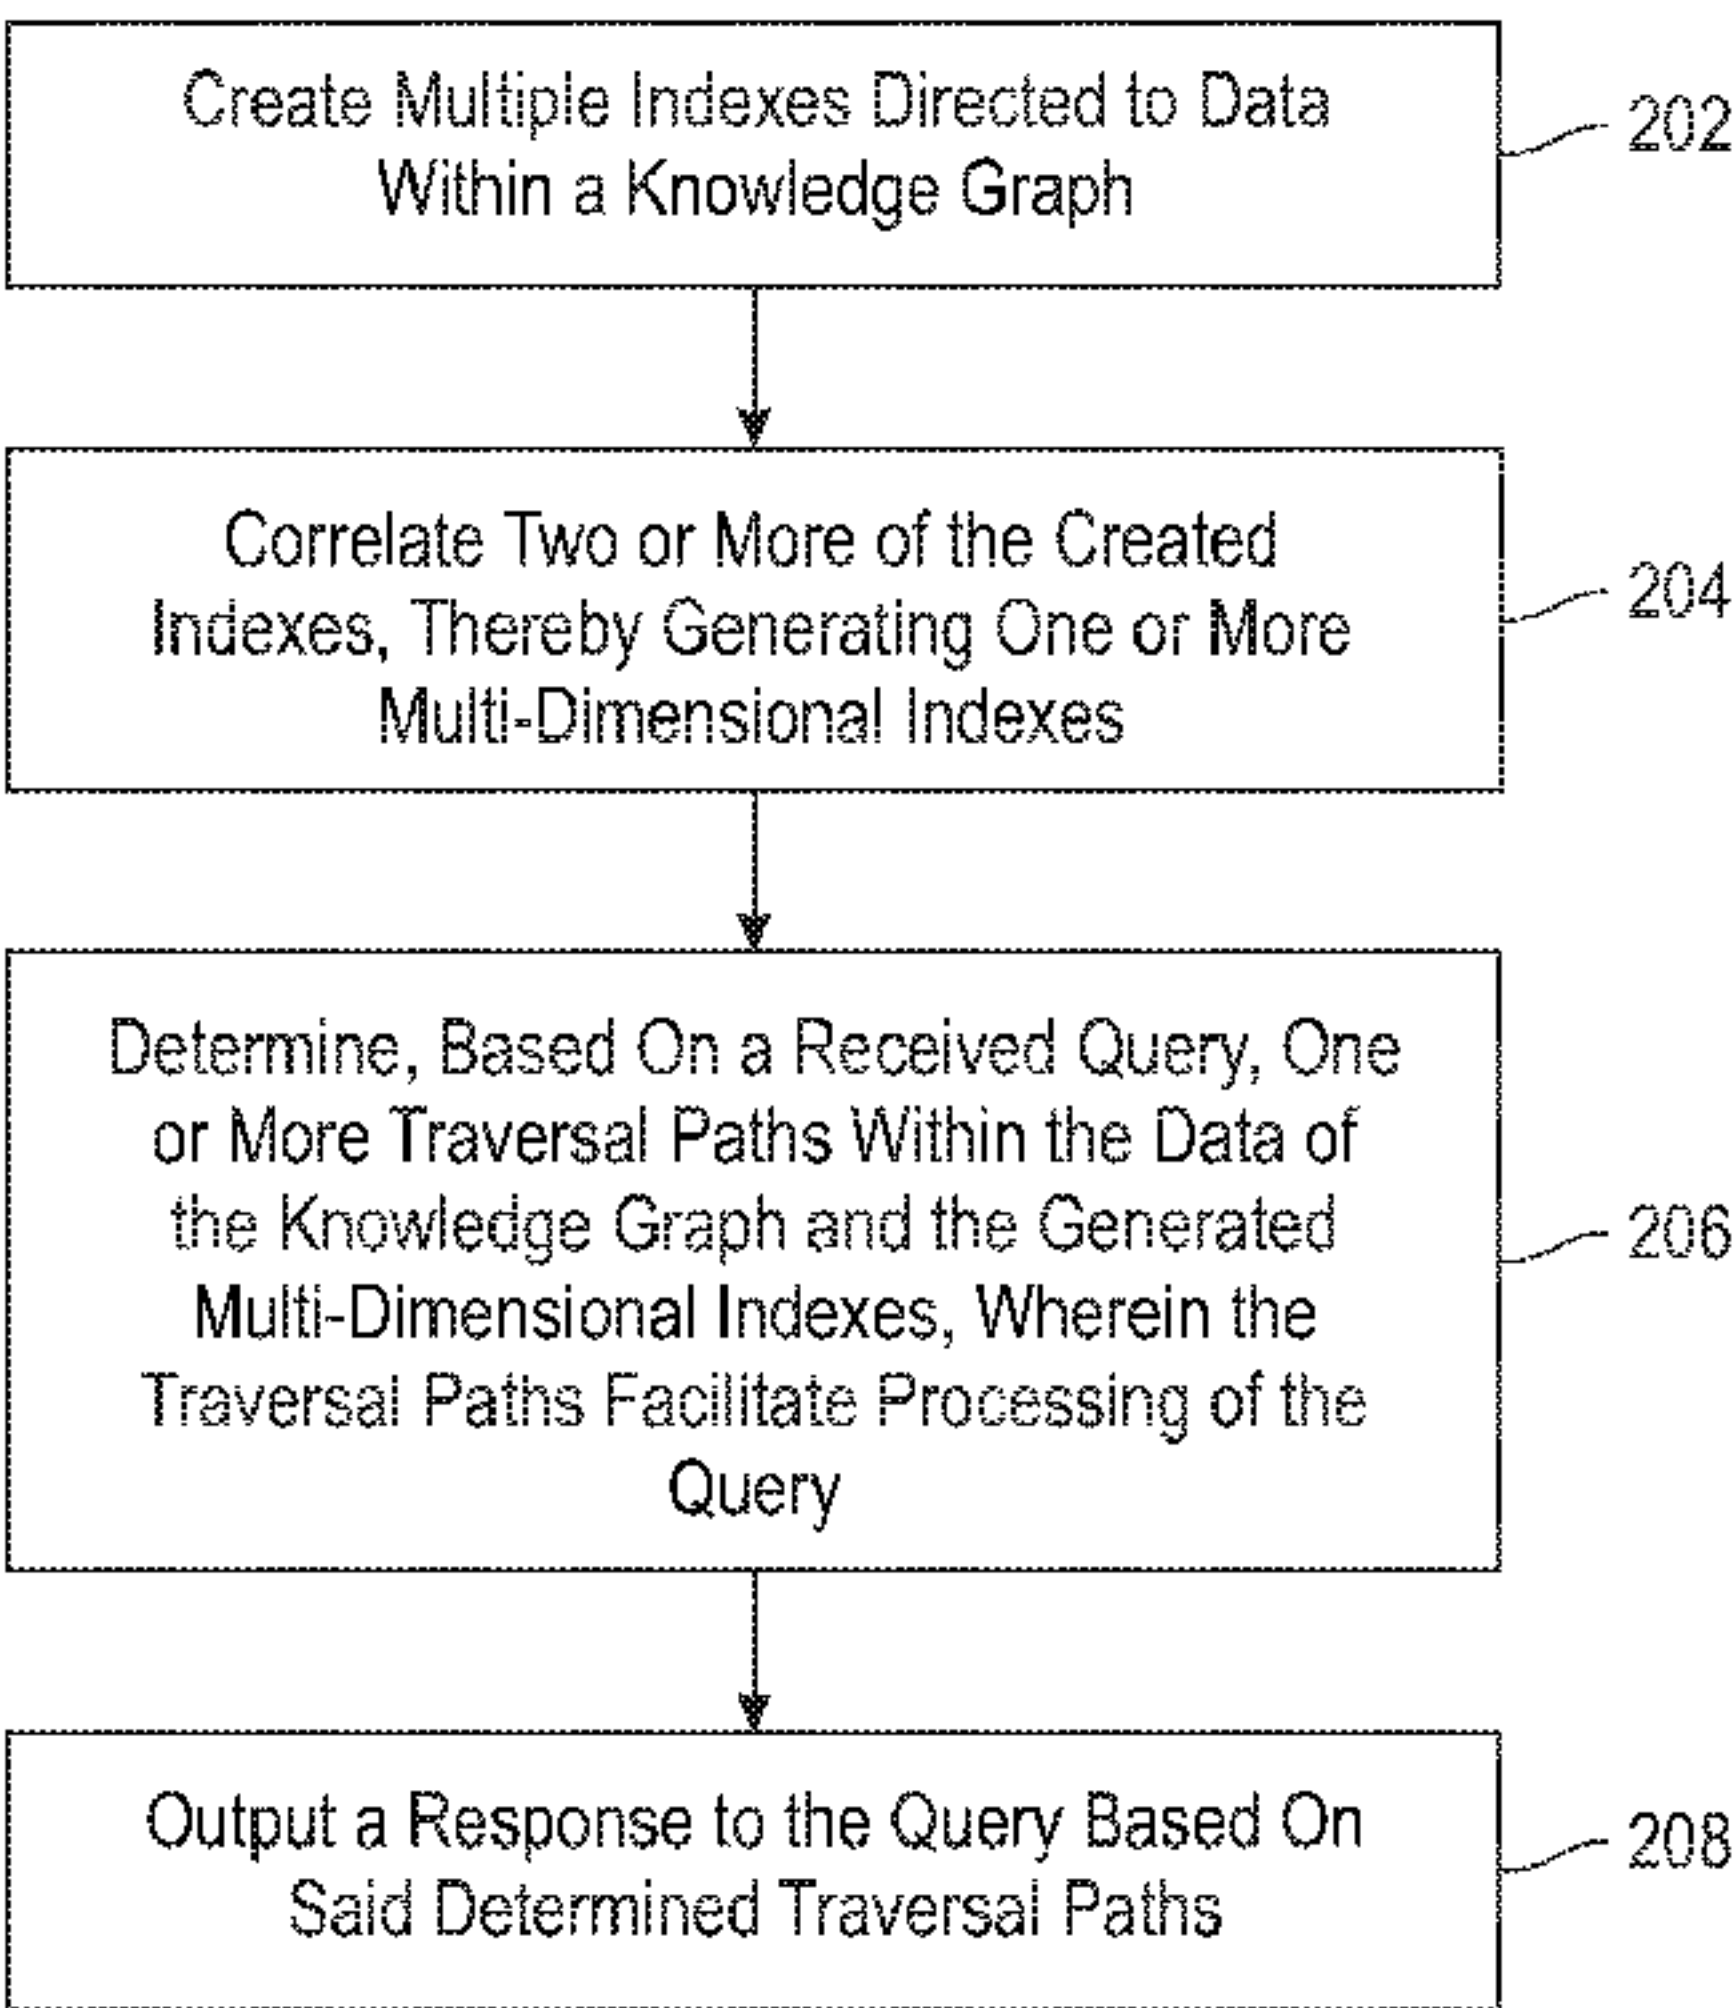 Create Multiple Indexes Directed to Data
Within a Knowledge Graph
202
Correlate Two or More of the Created
Indexes, Thereby Generating One or More
Multi-Dimensional Indexes
204
Determine, Based On a Received Query, One
or More Traversal Paths Within the Data of
the Knowledge Graph and the Generated
Multi-Dimensional Indexes, Wherein the
Traversal Paths Facilitate Processing of the
Query
206
Output a Response to the Query Based On
Said Determined Traversal Paths
208